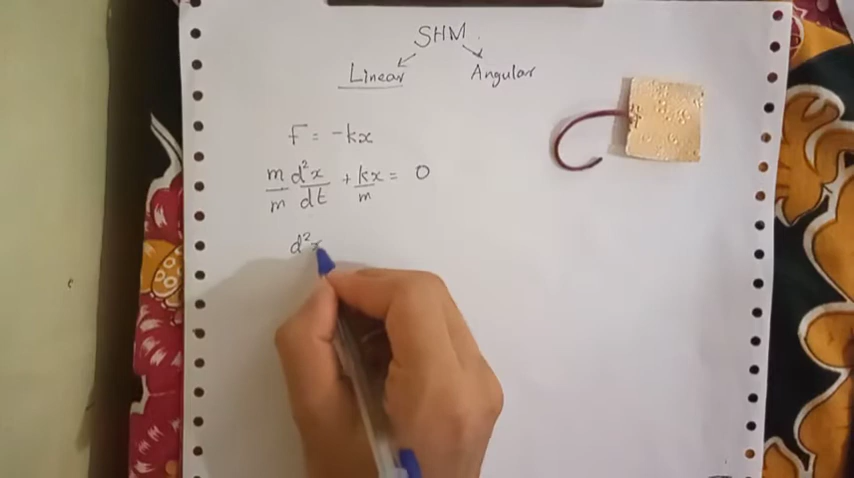 SHM.
Linear Angular
F = -kx
m/m d²x/dt + kx/m = 0
d²x